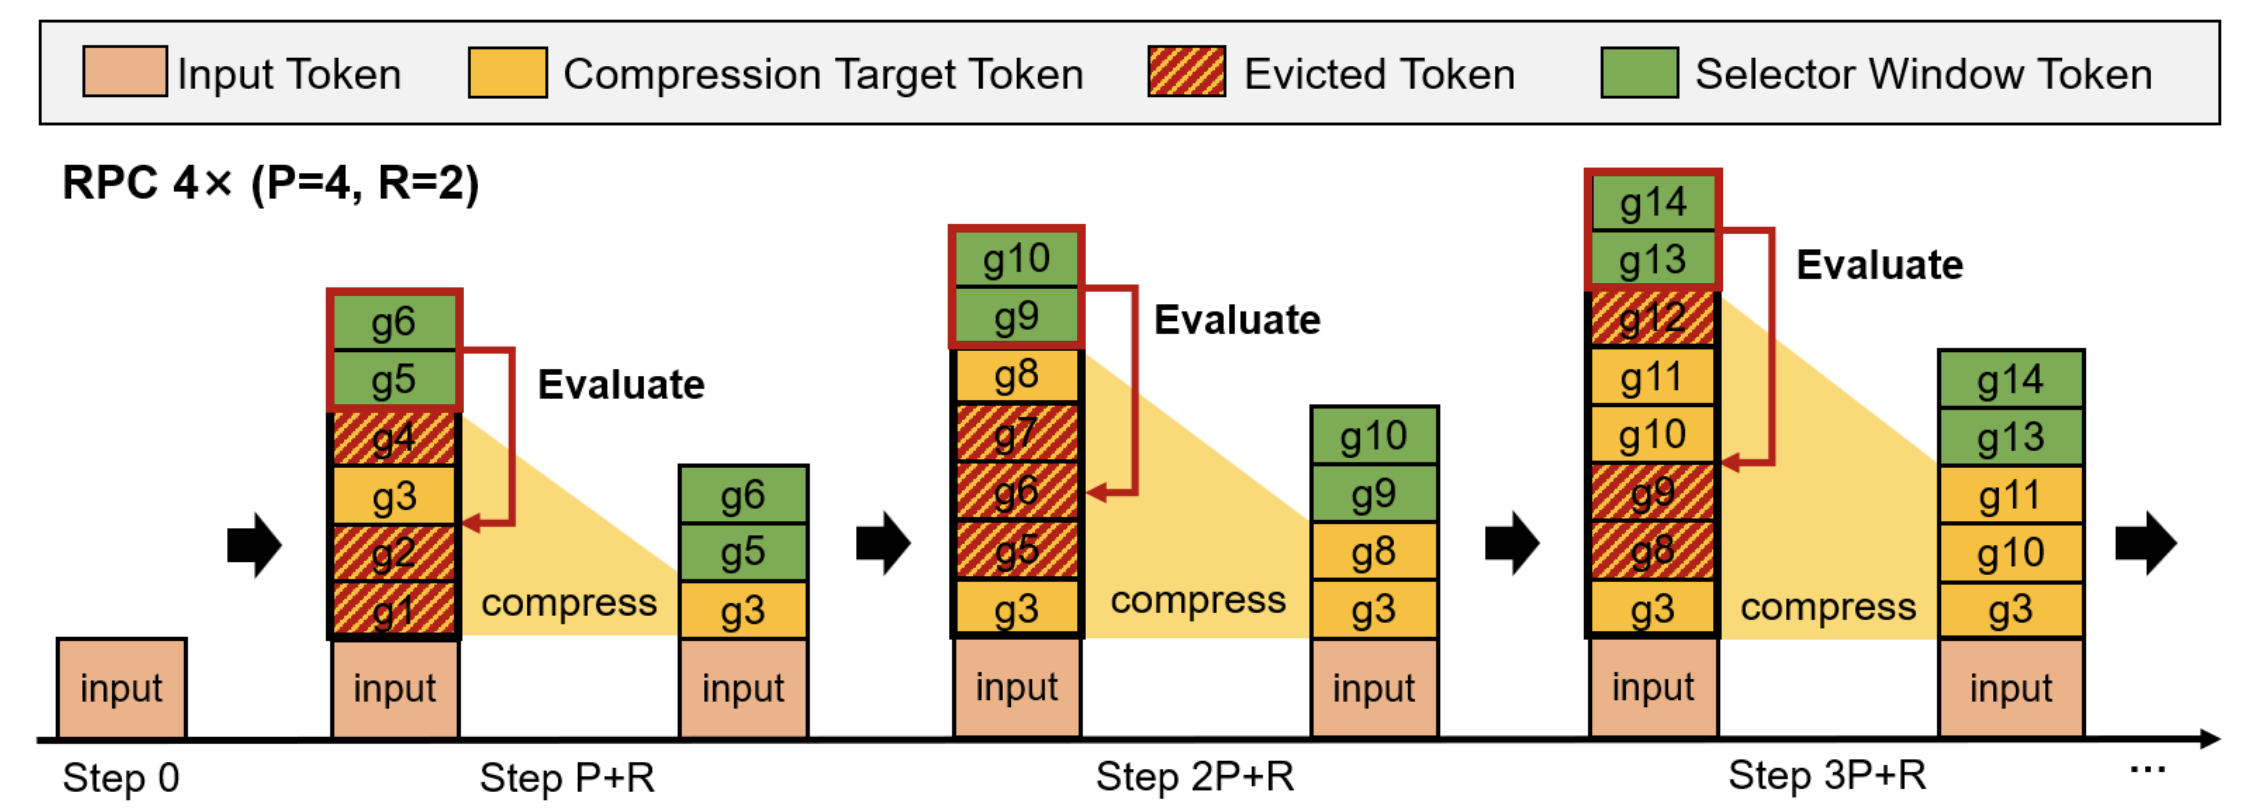 Input Token
Compression Target Token
Evicted Token
Selector Window Token
RPC 4× (P=4, R=2)
input
Step 0
g6
g5
g4
g3
g2
g1
input
Evaluate
compress
g6
g5
g3
input
Step P+R
g10
g9
g8
g7
g6
g5
g3
input
Evaluate
compress
g10
g9
g8
g3
input
Step 2P+R
g14
g13
g12
g11
g10
g9
g8
g3
input
Evaluate
compress
g14
g13
g11
g10
g3
input
Step 3P+R
...